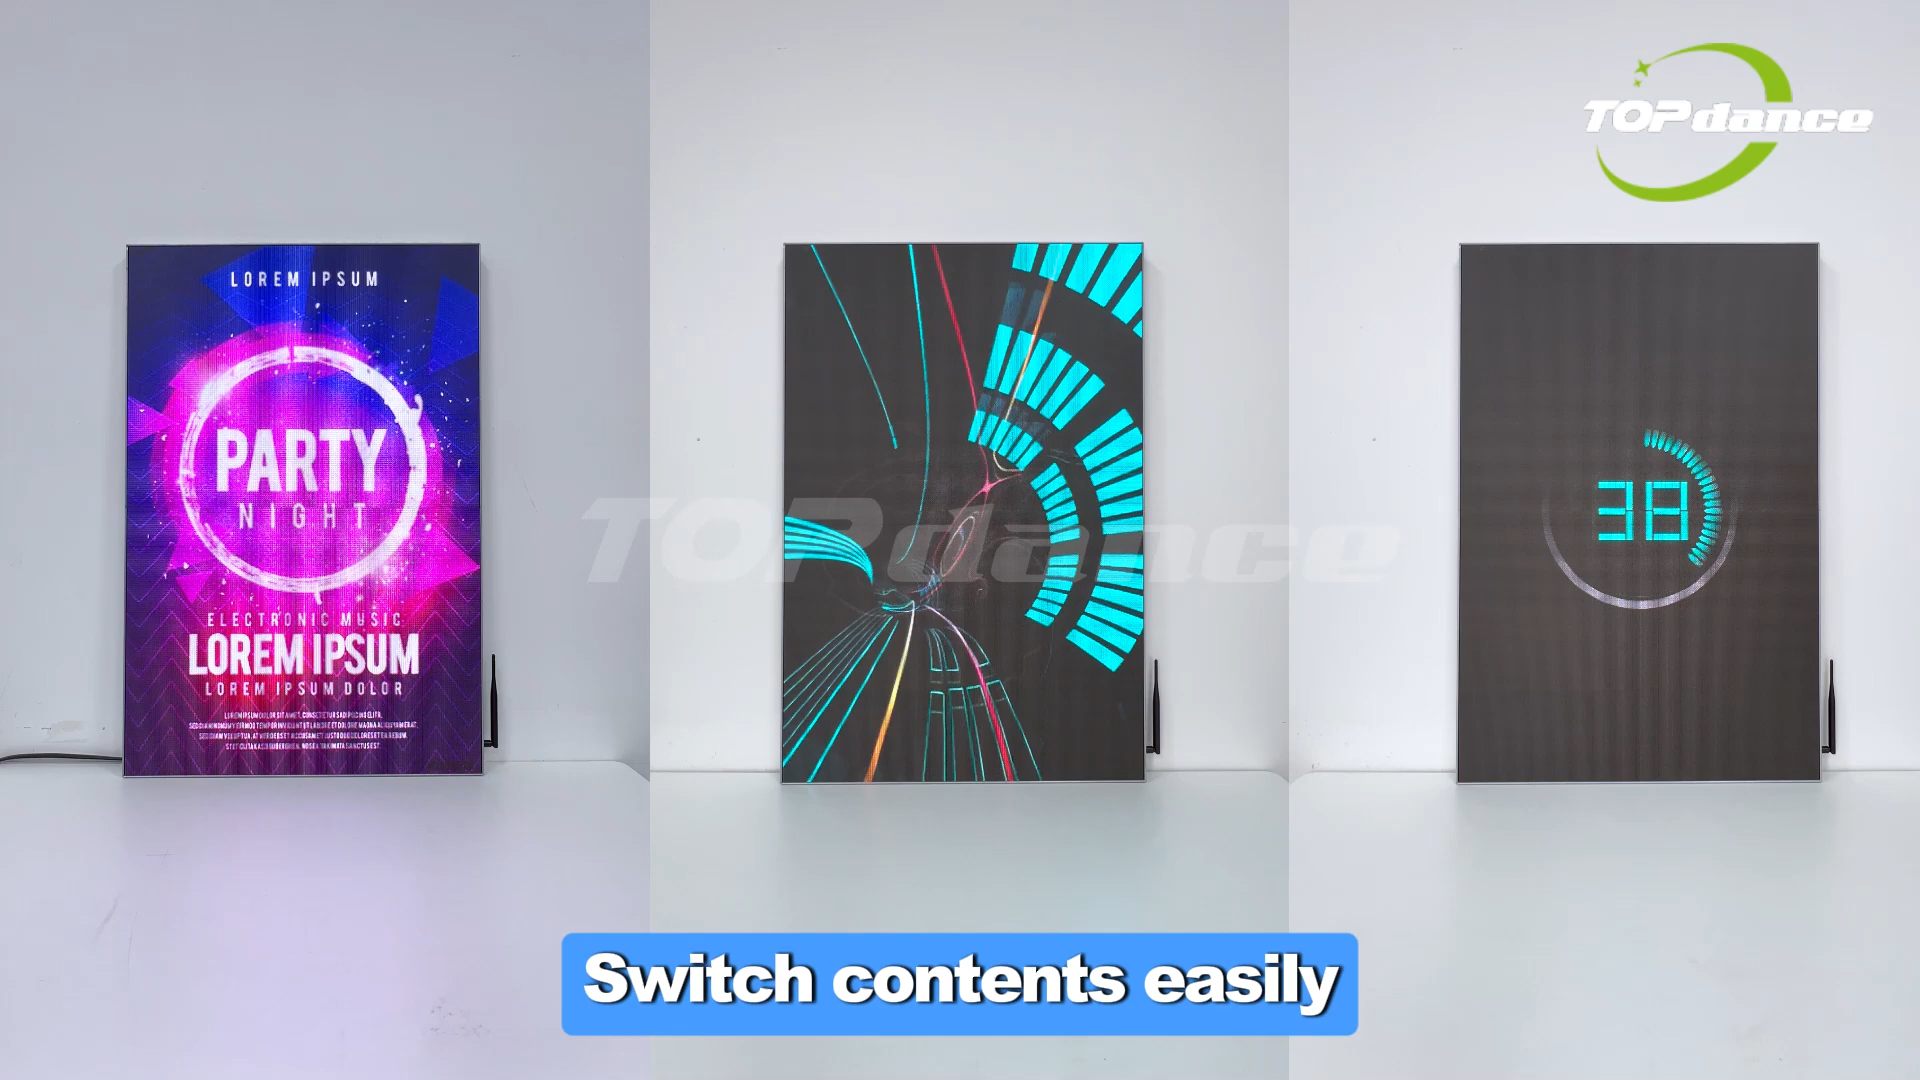 TOPdance
LOREM IPSUM
PARTY
NIGHT
ELECTRONIC MUSIC
LOREM IPSUM
LOREM IPSUM DOLOR
38
TOPdance
Switch contents easily